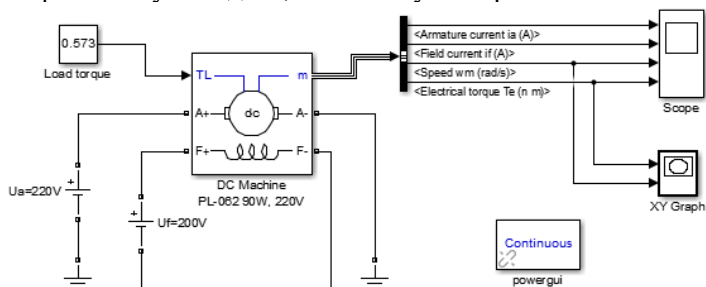 0.573
Load torque
TL
m
A+
dc
A-
F+
F-
DC Machine
PL-062 90W, 220V
Ua=220V
+
Uf=200V
+
<Armature current ia (A)>
<Field current if (A)>
<Speed wm (rad/s)>
<Electrical torque Te (n m)>
Scope
XY Graph
Continuous
powergui